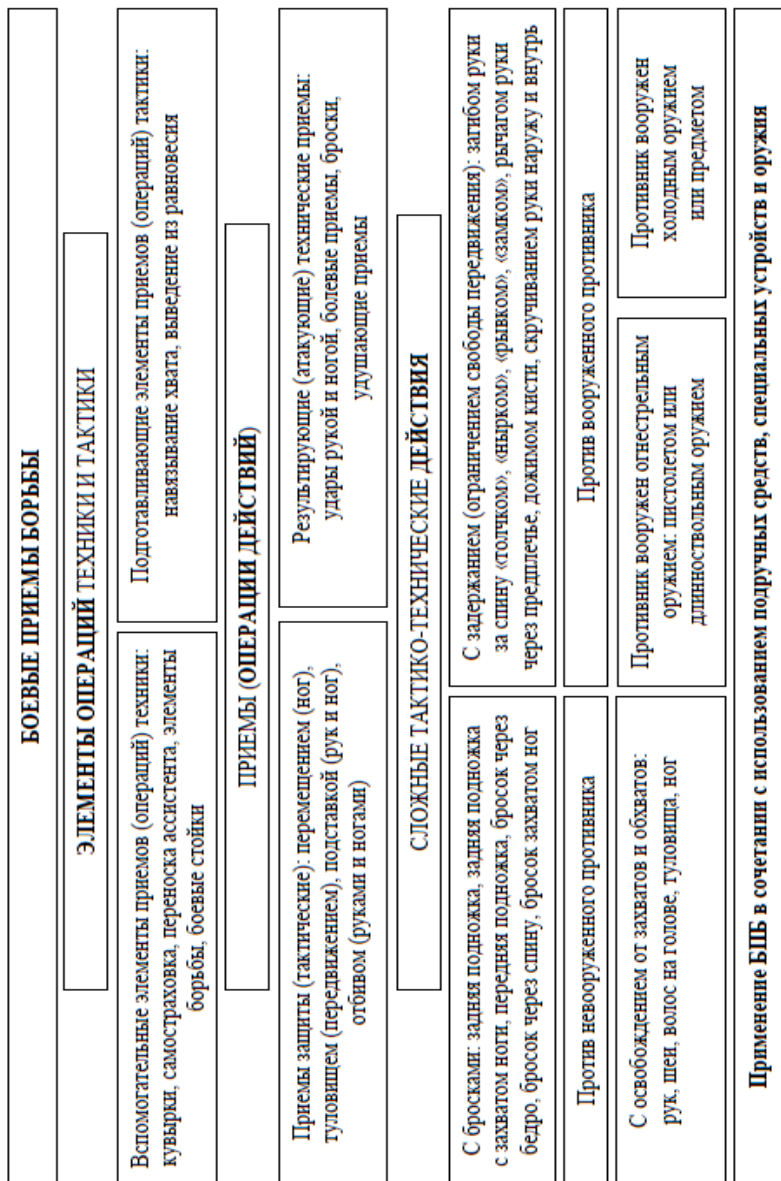 БОЕВЫЕ ПРИЕМЫ БОРЬБЫ
ЭЛЕМЕНТЫ ОПЕРАЦИЙ ТЕХНИКИ И ТАКТИКИ
Вспомогательные элементы приемов (операций) техники:
кувырки, самостраховка, переноска ассистента, элементы
борьбы, боевые стойки
Подготавливающие элементы приемов (операций) тактики:
навязывание хвата, выведение из равновесия
ПРИЕМЫ (ОПЕРАЦИИ ДЕЙСТВИЙ)
Приемы защиты (тактические): перемещением (ног),
туловищем (передвижением), подставкой (рук и ног),
отбивом (руками и ногами)
Результирующие (атакующие) технические приемы:
удары рукой и ногой, болевые приемы, броски,
удушающие приемы
СЛОЖНЫЕ ТАКТИКО-ТЕХНИЧЕСКИЕ ДЕЙСТВИЯ
С бросками: задняя подножка, задняя подножка
с захватом ноги, передняя подножка, бросок через
бедро, бросок через спину, бросок захватом ног
С задержанием (ограничением свободы передвижения): загибом руки
за спину «толчком», «нырком», «рывком», «замком», рычагом руки
через предплечье, дожимом кисти, скручиванием руки наружу и внутрь
Против невооруженного противника
Против вооруженного противника
С освобождением от захватов и обхватов:
рук, шеи, волос на голове, туловища, ног
Противник вооружен огнестрельным
оружием: пистолетом или
длинноствольным оружием
Противник вооружен
холодным оружием
или предметом
Применение БПБ в сочетании с использованием подручных средств, специальных устройств и оружия